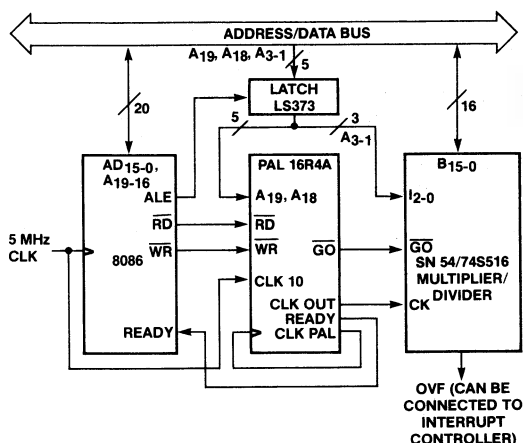 ADDRESS/DATA BUS
A19, A18, A3-1
5
LATCH
LS373
20
16
5
3
A3-1
AD15-0,
A19-16
ALE
RD
WR
8086
READY
5 MHz
CLK
PAL 16R4A
A19, A18
RD
WR
GO
CLK 10
CLK OUT
READY
CLK PAL
B15-0
I2-0
GO
SN 54/74S516
MULTIPLIER/
DIVIDER
CK
OVF (CAN BE
CONNECTED TO
INTERRUPT
CONTROLLER)